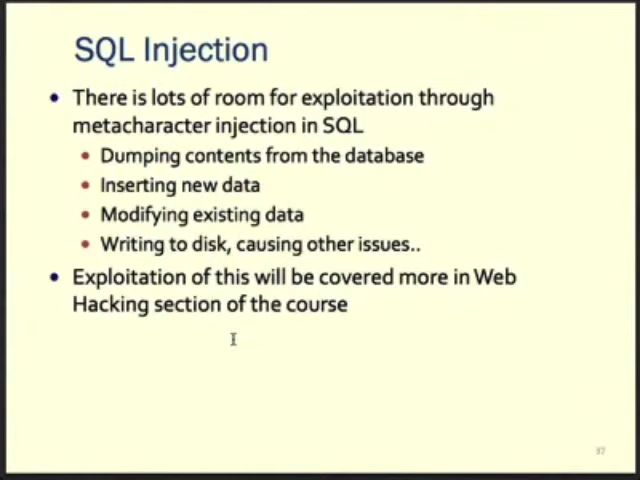 SQL Injection
• There is lots of room for exploitation through
metacharacter injection in SQL
• Dumping contents from the database
• Inserting new data
• Modifying existing data
• Writing to disk, causing other issues..
• Exploitation of this will be covered more in Web
Hacking section of the course
37